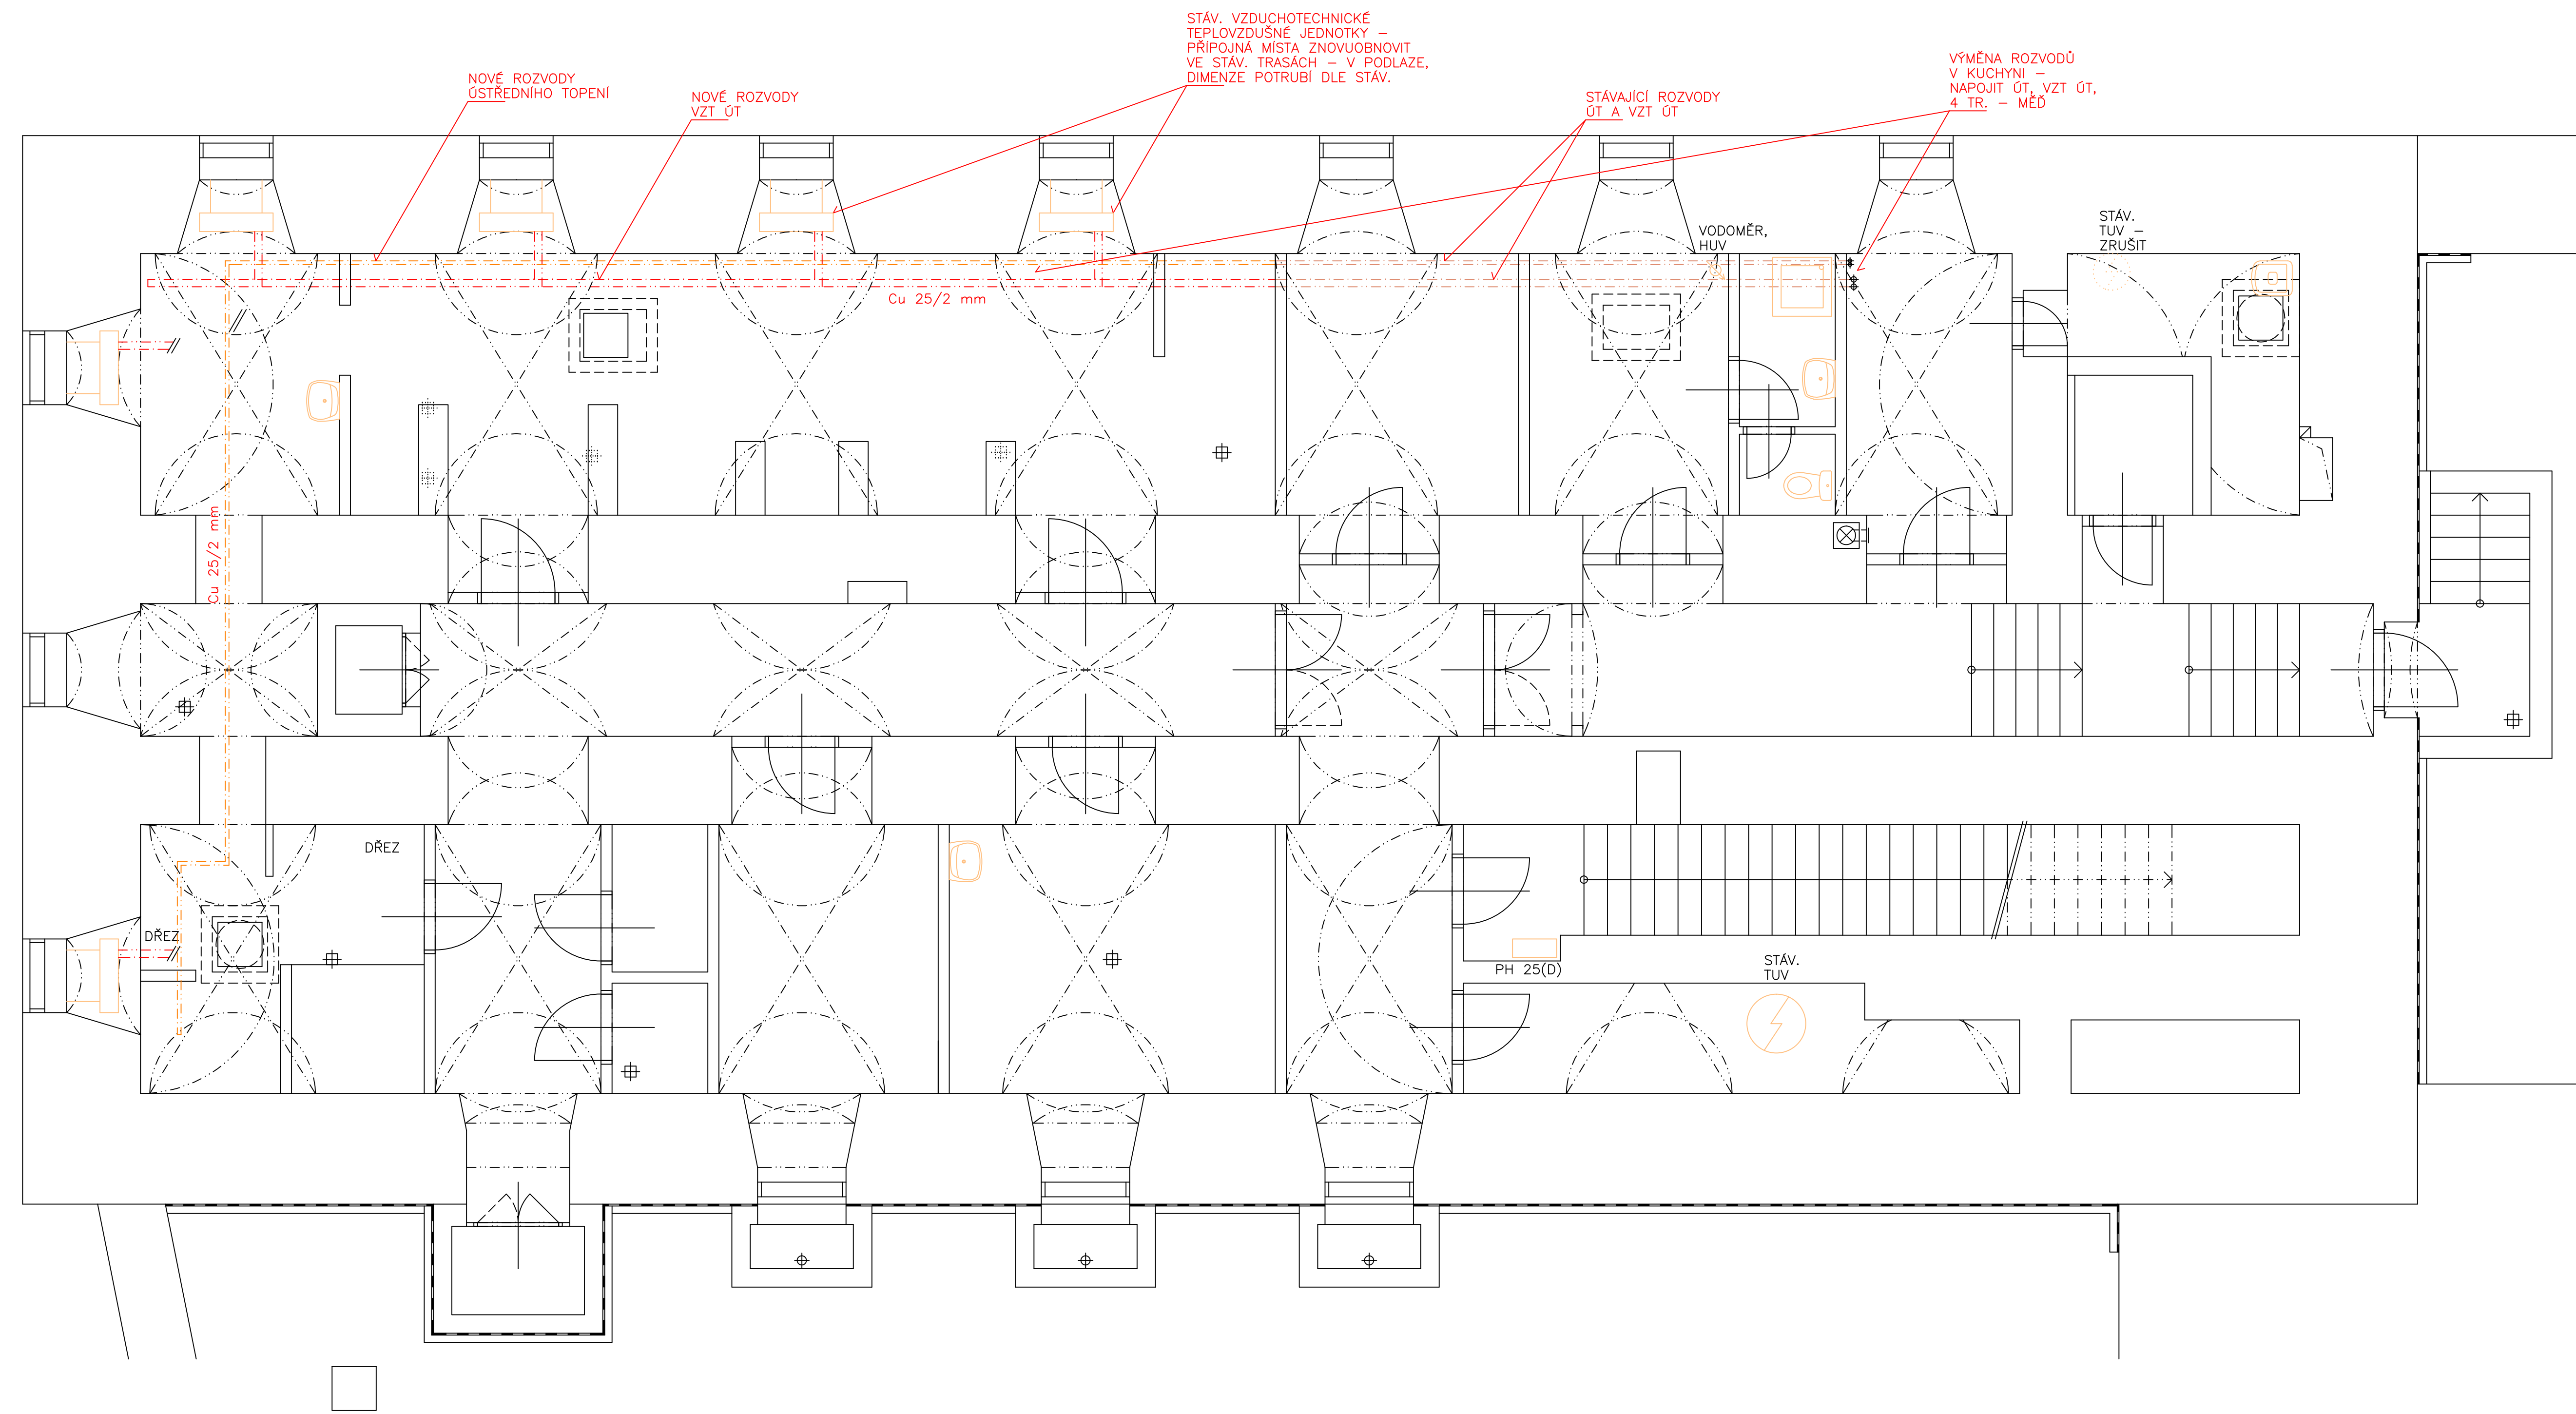 STÁV. VZDUCHOTECHNICKÉ
TEPLOVZDUŠNÉ JEDNOTKY –
PŘÍPOJNÁ MÍSTA ZNOVUOBNOVIT
VE STÁV. TRASÁCH – V PODLAZE,
DIMENZE POTRUBÍ DLE STÁV.
VÝMĚNA ROZVODŮ
V KUCHYNI –
NAPOJIT ÚT, VZT ÚT,
4 TR. – MĚĎ
NOVÉ ROZVODY
ÚSTŘEDNÍHO TOPENÍ
NOVÉ ROZVODY
VZT ÚT
STÁVAJÍCÍ ROZVODY
ÚT A VZT ÚT
STÁV.
TUV –
ZRUŠIT
VODOMĚR,
HUV
Cu 25/2 mm
Cu 25/2 mm
DŘEZ
DŘEZ
PH 25(D)
STÁV.
TUV